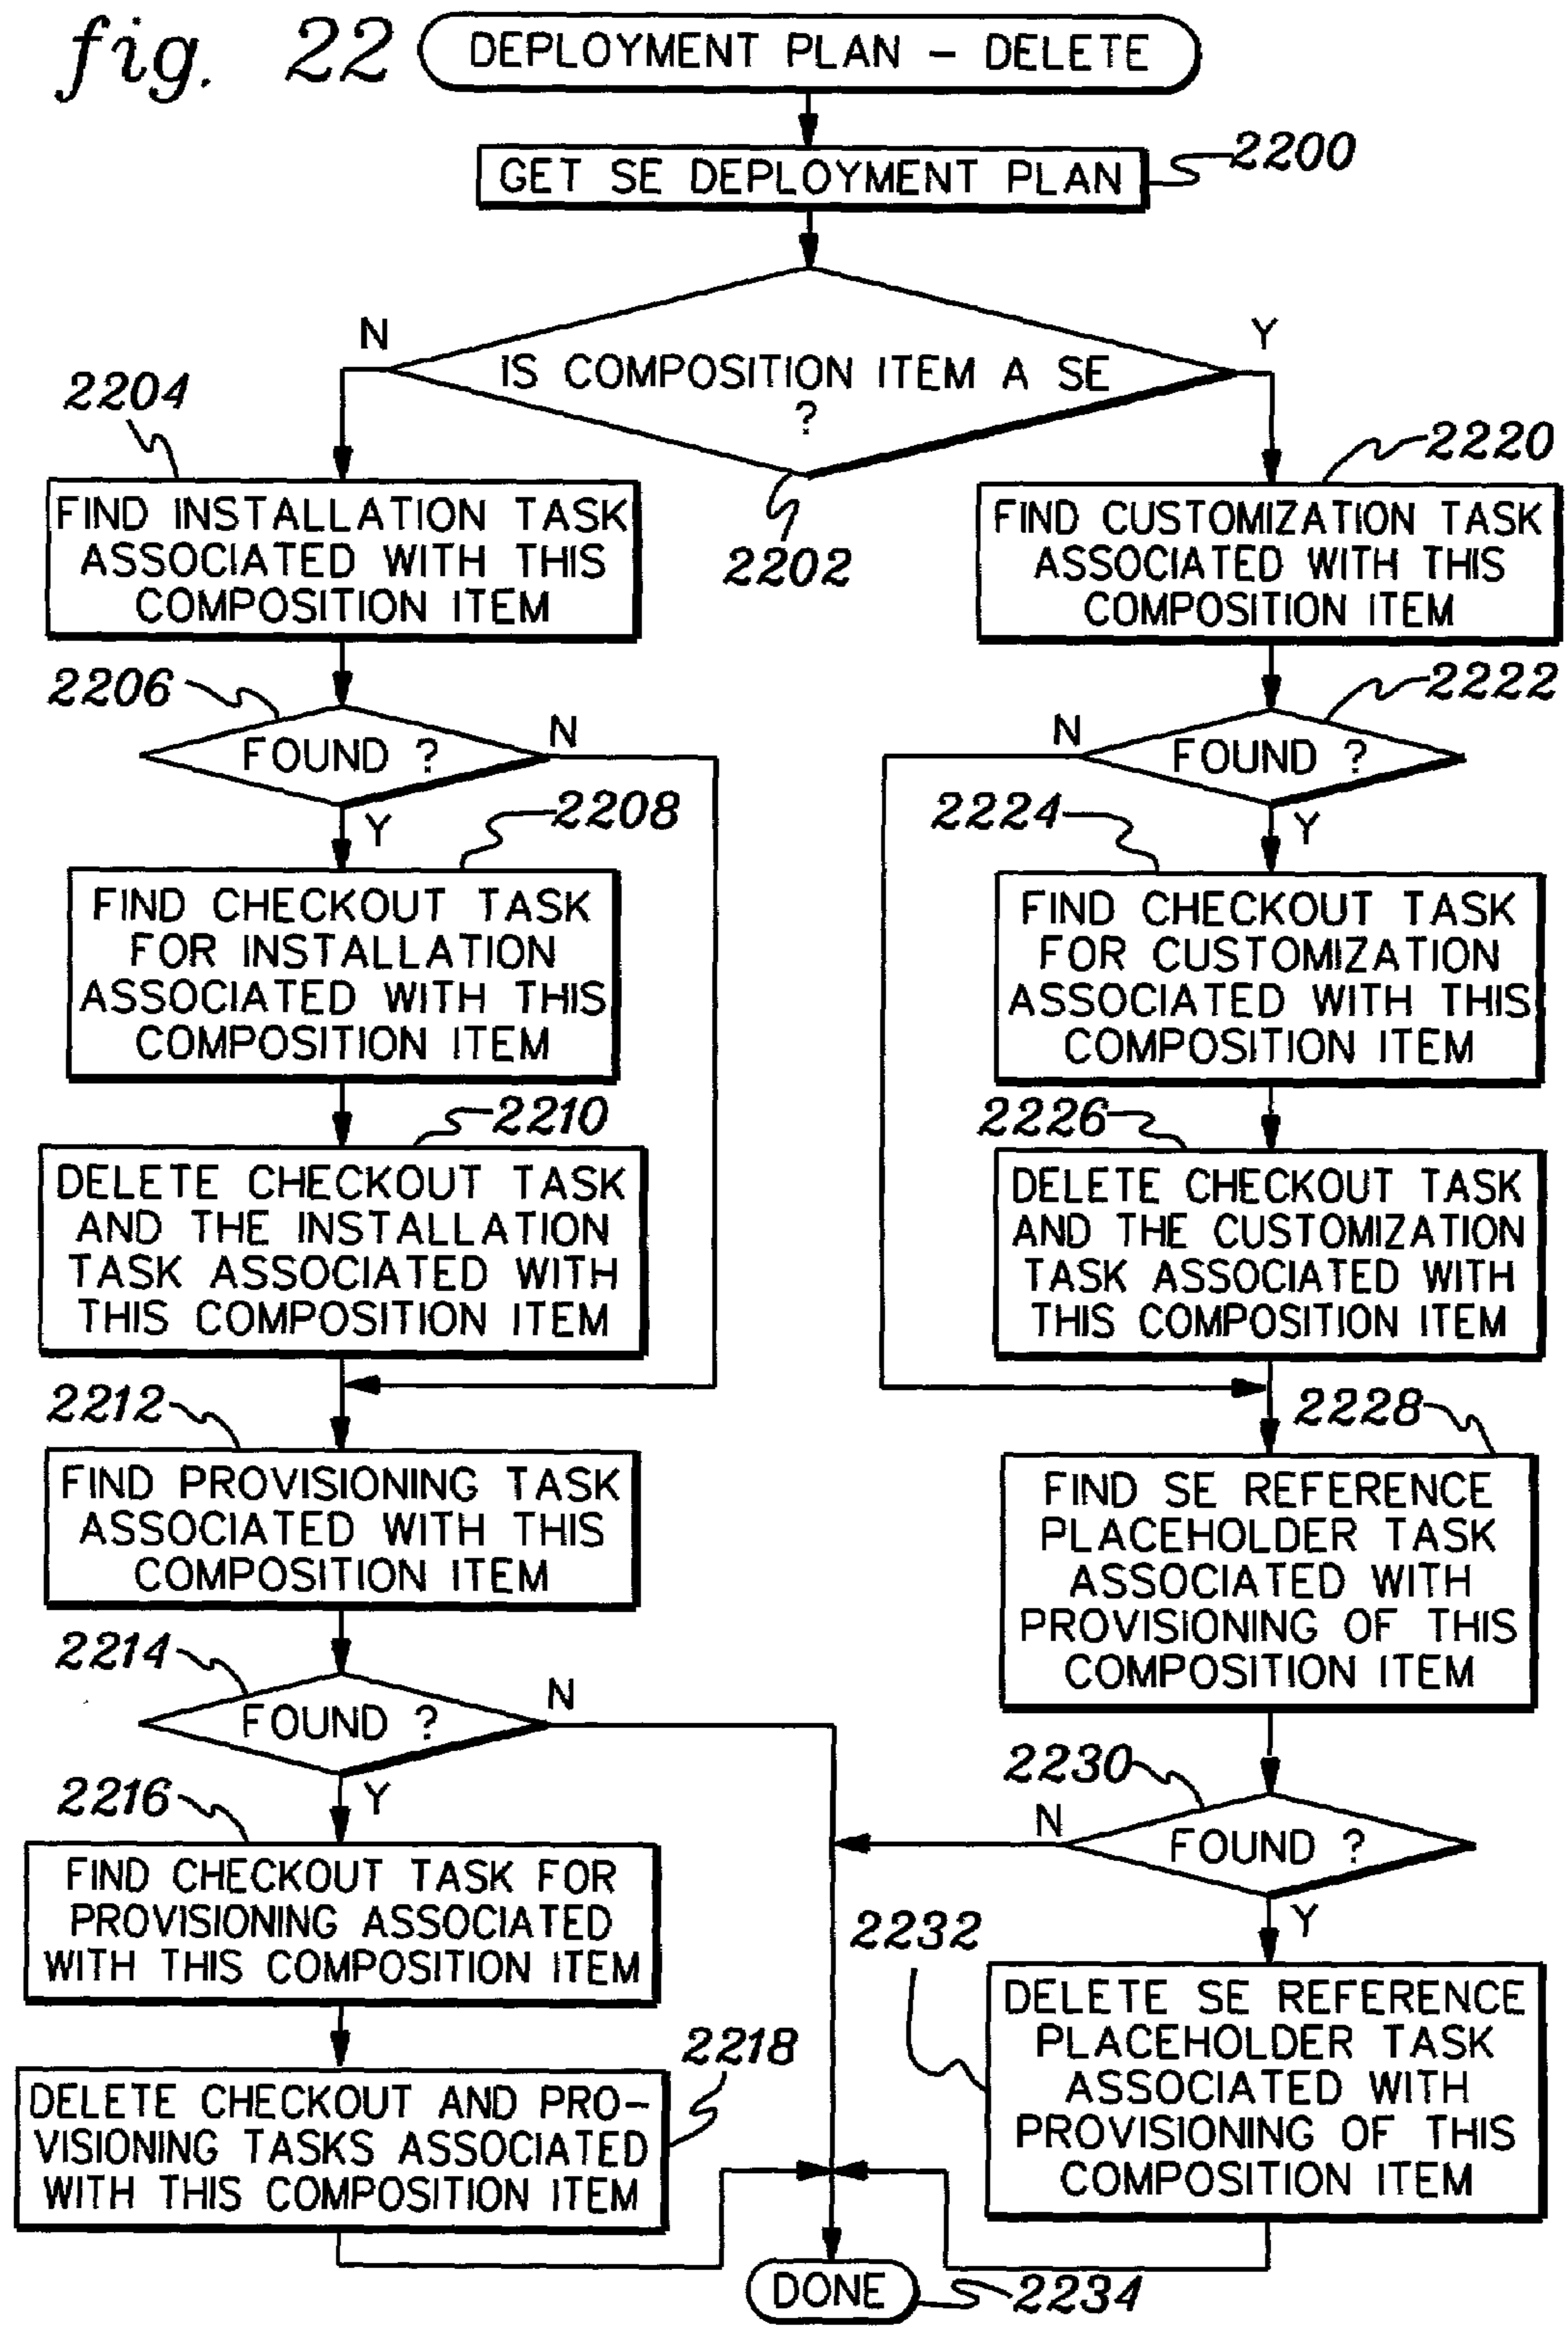 fig. 22
DEPLOYMENT PLAN - DELETE
2200
GET SE DEPLOYMENT PLAN
N
Y
IS COMPOSITION ITEM A SE
?
2202
2204
FIND INSTALLATION TASK
ASSOCIATED WITH THIS
COMPOSITION ITEM
2206
FOUND ?
N
Y
2208
FIND CHECKOUT TASK
FOR INSTALLATION
ASSOCIATED WITH THIS
COMPOSITION ITEM
2210
DELETE CHECKOUT TASK
AND THE INSTALLATION
TASK ASSOCIATED WITH
THIS COMPOSITION ITEM
2212
FIND PROVISIONING TASK
ASSOCIATED WITH THIS
COMPOSITION ITEM
2214
FOUND ?
N
Y
2216
FIND CHECKOUT TASK FOR
PROVISIONING ASSOCIATED
WITH THIS COMPOSITION ITEM
2218
DELETE CHECKOUT AND PRO-
VISIONING TASKS ASSOCIATED
WITH THIS COMPOSITION ITEM
2220
FIND CUSTOMIZATION TASK
ASSOCIATED WITH THIS
COMPOSITION ITEM
2222
N
FOUND ?
Y
2224
FIND CHECKOUT TASK
FOR CUSTOMIZATION
ASSOCIATED WITH THIS
COMPOSITION ITEM
2226
DELETE CHECKOUT TASK
AND THE CUSTOMIZATION
TASK ASSOCIATED WITH
THIS COMPOSITION ITEM
2228
FIND SE REFERENCE
PLACEHOLDER TASK
ASSOCIATED WITH
PROVISIONING OF THIS
COMPOSITION ITEM
2230
N
FOUND ?
Y
2232
DELETE SE REFERENCE
PLACEHOLDER TASK
ASSOCIATED WITH
PROVISIONING OF THIS
COMPOSITION ITEM
DONE
2234